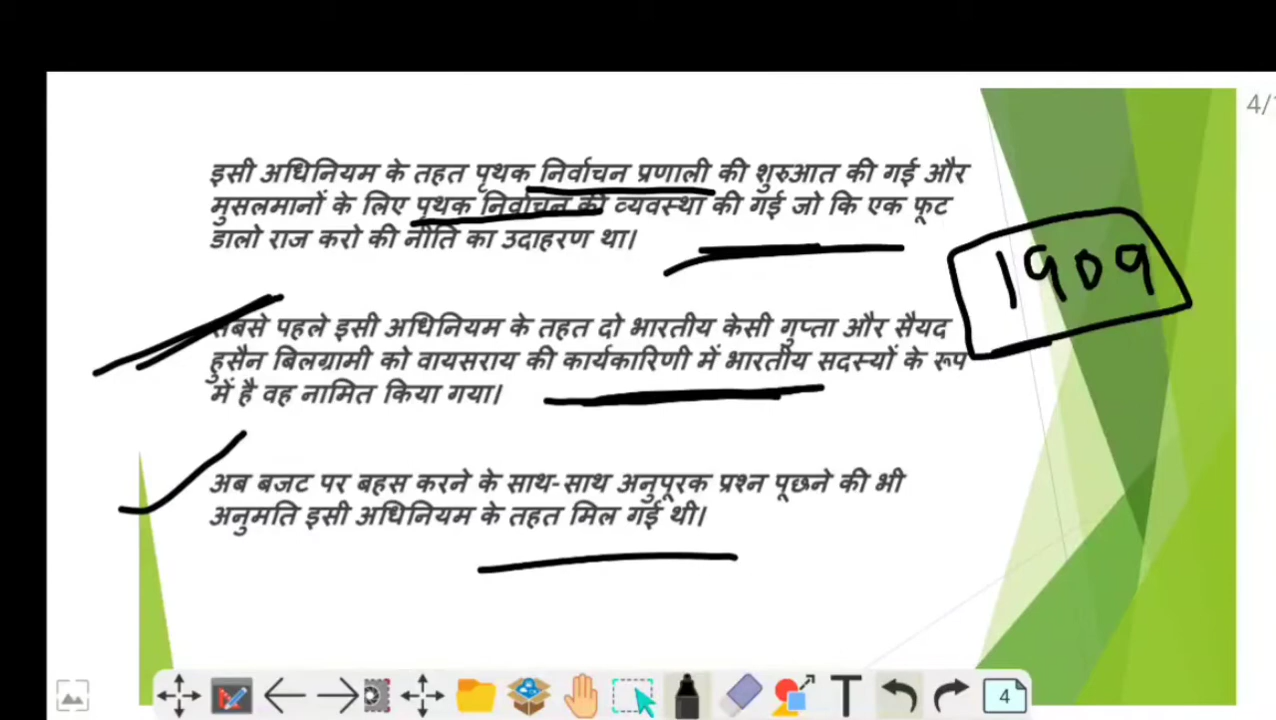 4/1
इसी अधिनियम के तहत पृथक निर्वाचन प्रणाली की शुरुआत की गई और
मुसलमानों के लिए पृथक निर्वाचन की व्यवस्था की गई जो कि एक फूट
डालो राज करो की नीति का उदाहरण था।
1909
सबसे पहले इसी अधिनियम के तहत दो भारतीय केसी गुप्ता और सैयद
हुसैन बिलग्रामी को वायसराय की कार्यकारिणी में भारतीय सदस्यों के रूप
में है वह नामित किया गया।
अब बजट पर बहस करने के साथ-साथ अनुपूरक प्रश्न पूछने की भी
अनुमति इसी अधिनियम के तहत मिल गई थी।
T
4